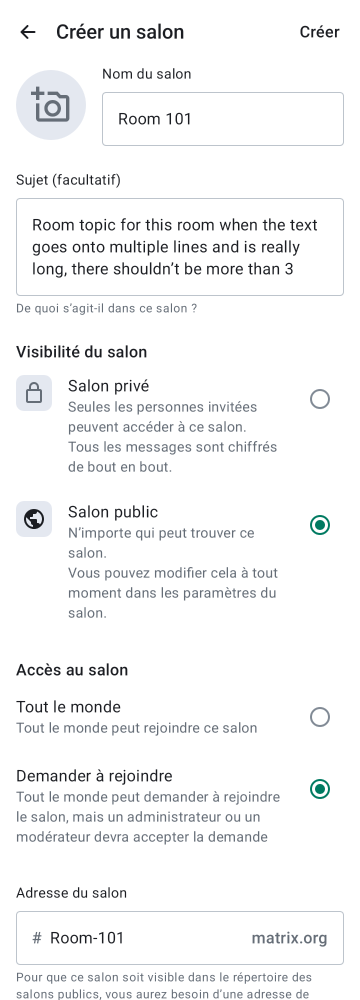 Créer un salon
Créer
Nom du salon
Room 101
Sujet (facultatif)
Room topic for this room when the text
goes onto multiple lines and is really
long, there shouldn’t be more than 3
De quoi s’agit-il dans ce salon ?
Visibilité du salon
Salon privé
Seules les personnes invitées
peuvent accéder à ce salon.
Tous les messages sont chiffrés
de bout en bout.
Salon public
N’importe qui peut trouver ce
salon.
Vous pouvez modifier cela à tout
moment dans les paramètres du
salon.
Accès au salon
Tout le monde
Tout le monde peut rejoindre ce salon
Demander à rejoindre
Tout le monde peut demander à rejoindre
le salon, mais un administrateur ou un
modérateur devra accepter la demande
Adresse du salon
# Room-101 matrix.org
Pour que ce salon soit visible dans le répertoire des
salons publics, vous aurez besoin d’une adresse de